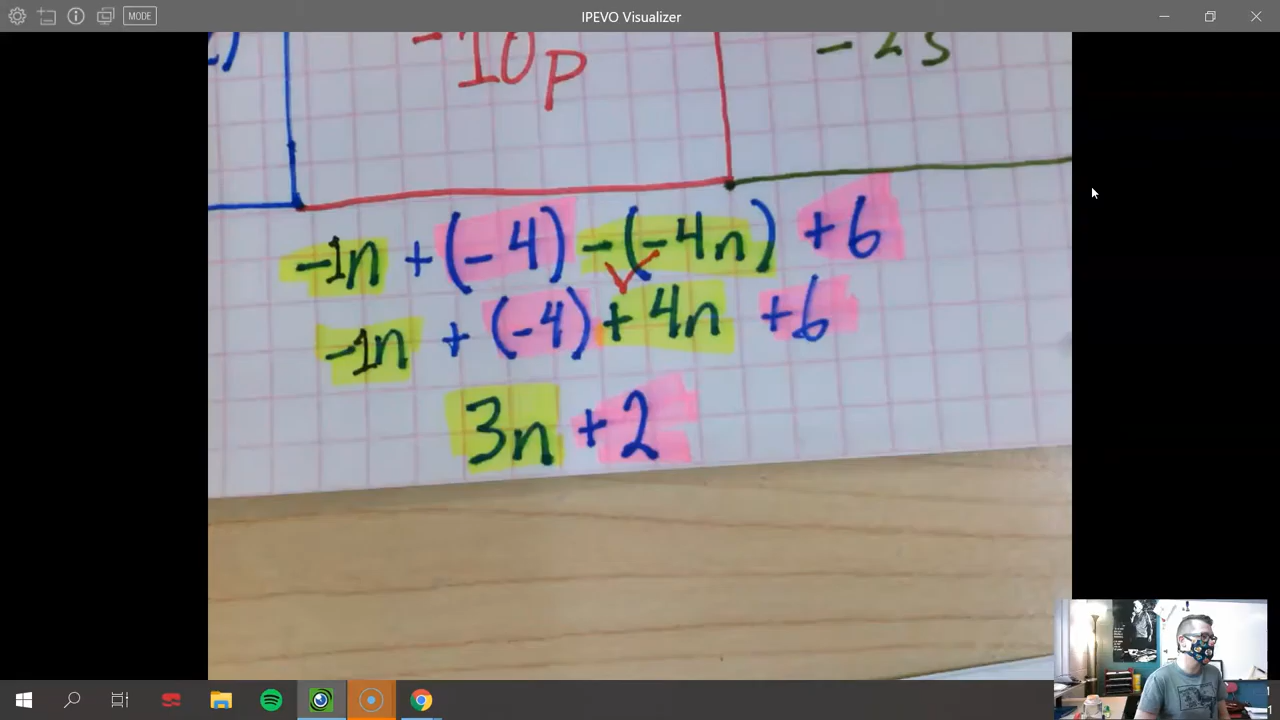 MODE
IPEVO Visualizer
-10p
-2s
-1n + (-4) -(-4n) +6
-1n + (-4) + 4n +6
3n + 2